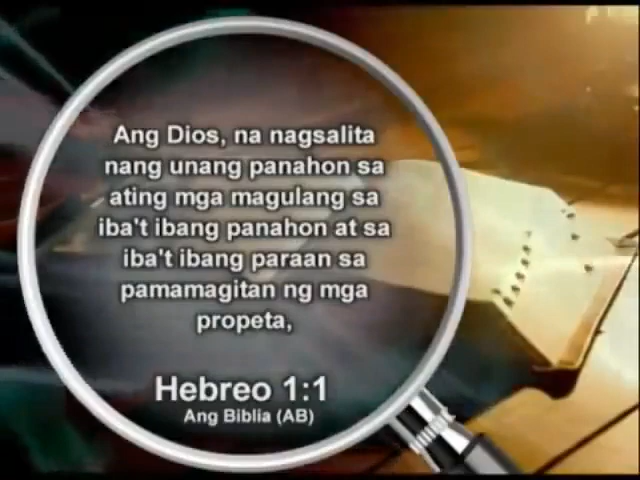 Ang Dios, na nagsalita
nang unang panahon sa
ating mga magulang sa
iba't ibang panahon at sa
iba't ibang paraan sa
pamamagitan ng mga
propeta,
Hebreo 1:1
Ang Biblia (AB)